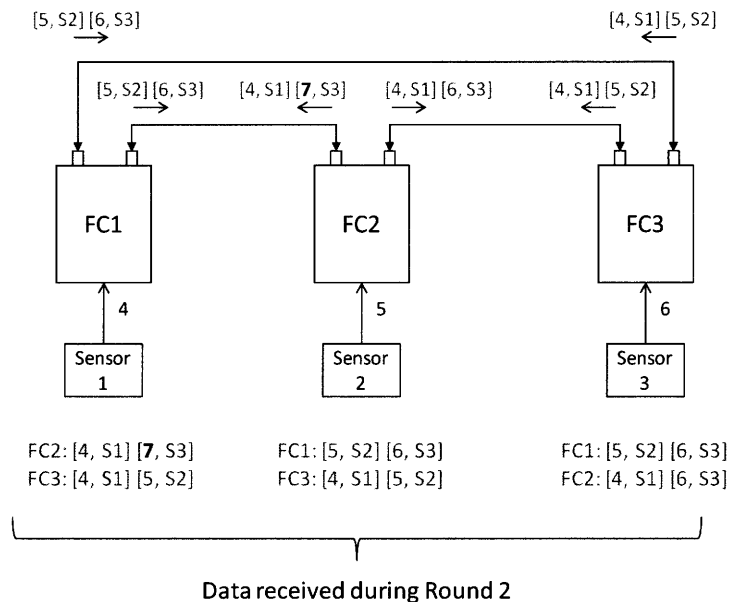 [5, S2] [6, S3] [4, S1] [5, S2]
[5, S2] [6, S3] [4, S1] [7, S3] [4, S1] [6, S3] [4, S1] [5, S2]
FC1 FC2 FC3
4 5 6
Sensor 1 Sensor 2 Sensor 3
FC2: [4, S1] [7, S3] FC1: [5, S2] [6, S3] FC1: [5, S2] [6, S3]
FC3: [4, S1] [5, S2] FC3: [4, S1] [5, S2] FC2: [4, S1] [6, S3]
Data received during Round 2